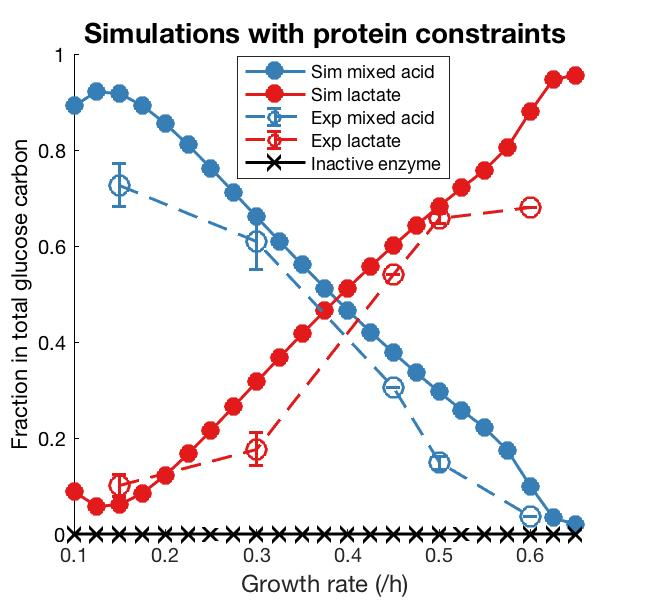 Simulations with protein constraints
1
0.8
0.6
0.4
0.2
0
Fraction in total glucose carbon
Sim mixed acid
Sim lactate
Exp mixed acid
Exp lactate
Inactive enzyme
0.1 0.2 0.3 0.4 0.5 0.6
Growth rate (/h)